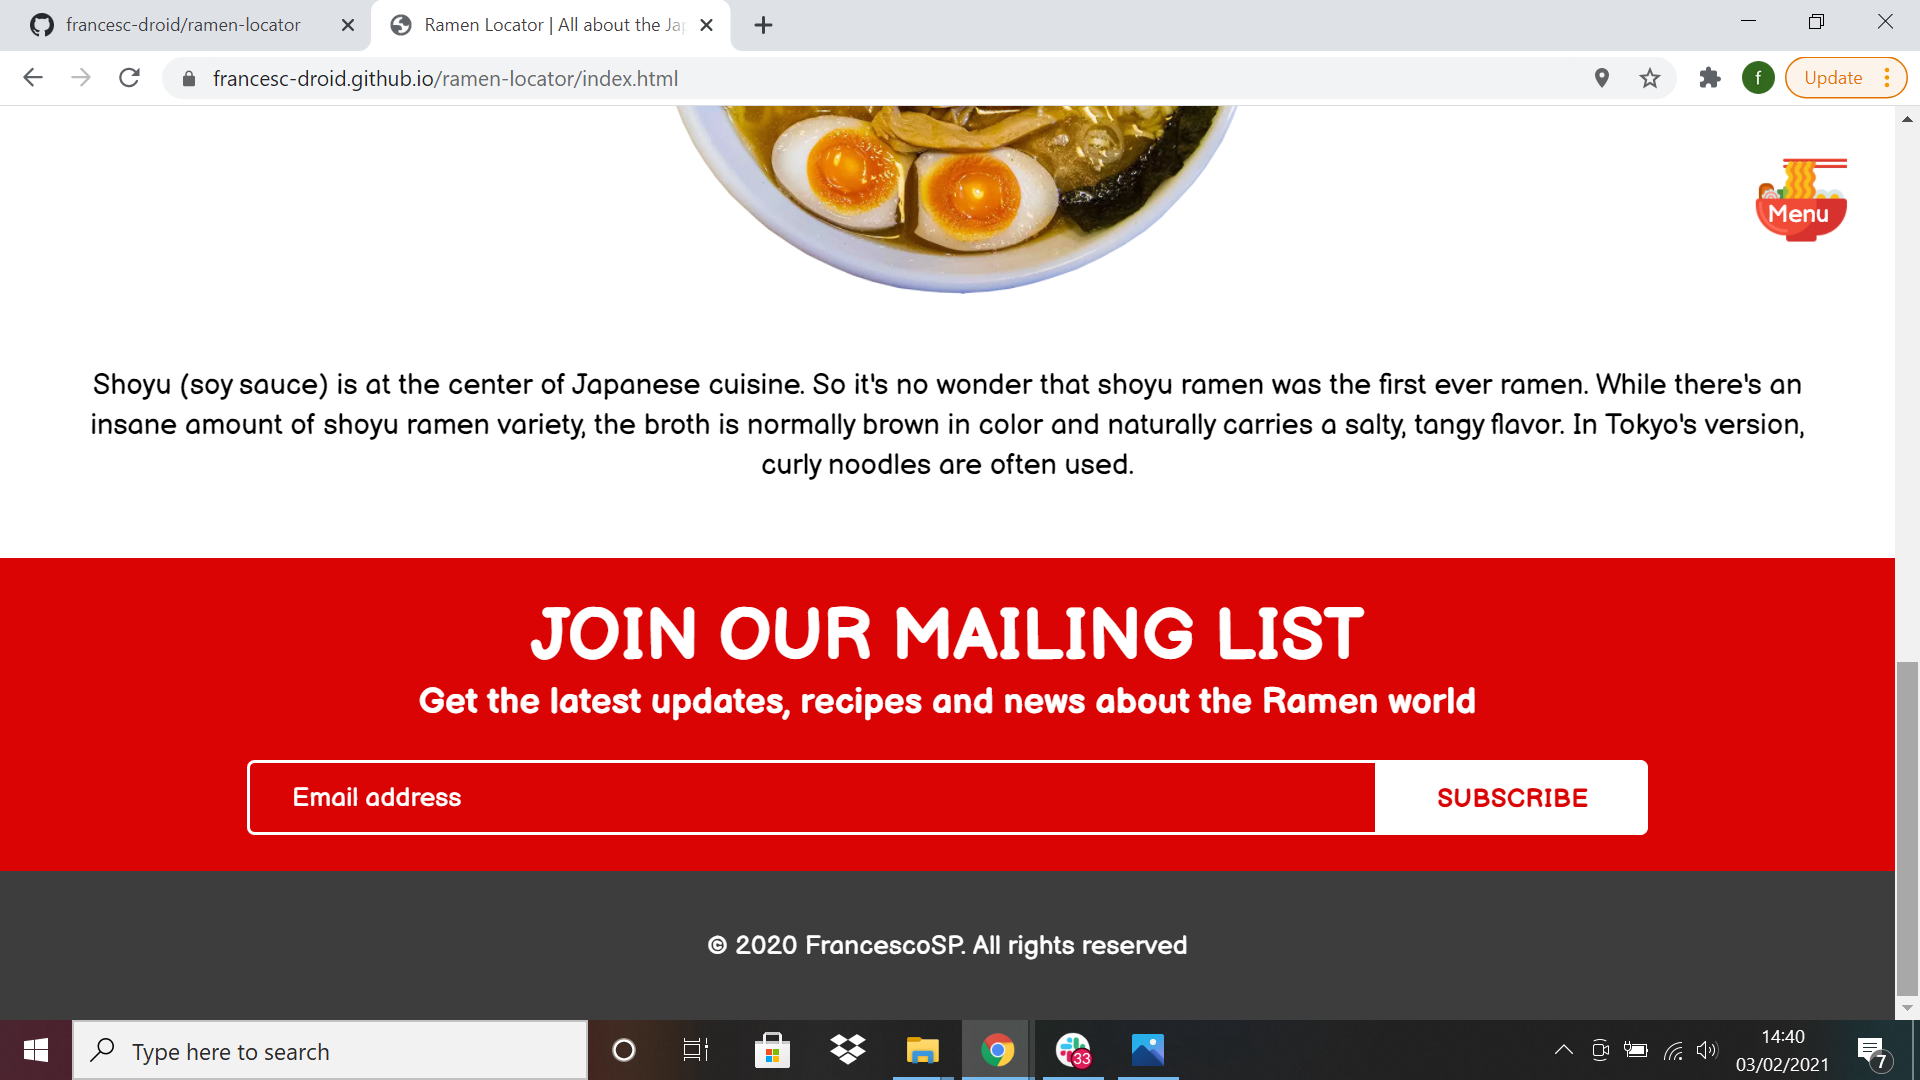 francesc-droid/ramen-locator
Ramen Locator | All about the Jap
francesc-droid.github.io/ramen-locator/index.html
f
Update
Menu
Shoyu (soy sauce) is at the center of Japanese cuisine. So it's no wonder that shoyu ramen was the first ever ramen. While there's an
insane amount of shoyu ramen variety, the broth is normally brown in color and naturally carries a salty, tangy flavor. In Tokyo's version,
curly noodles are often used.
JOIN OUR MAILING LIST
Get the latest updates, recipes and news about the Ramen world
Email address
SUBSCRIBE
© 2020 FrancescoSP. All rights reserved
Type here to search
33
14:40
03/02/2021
7